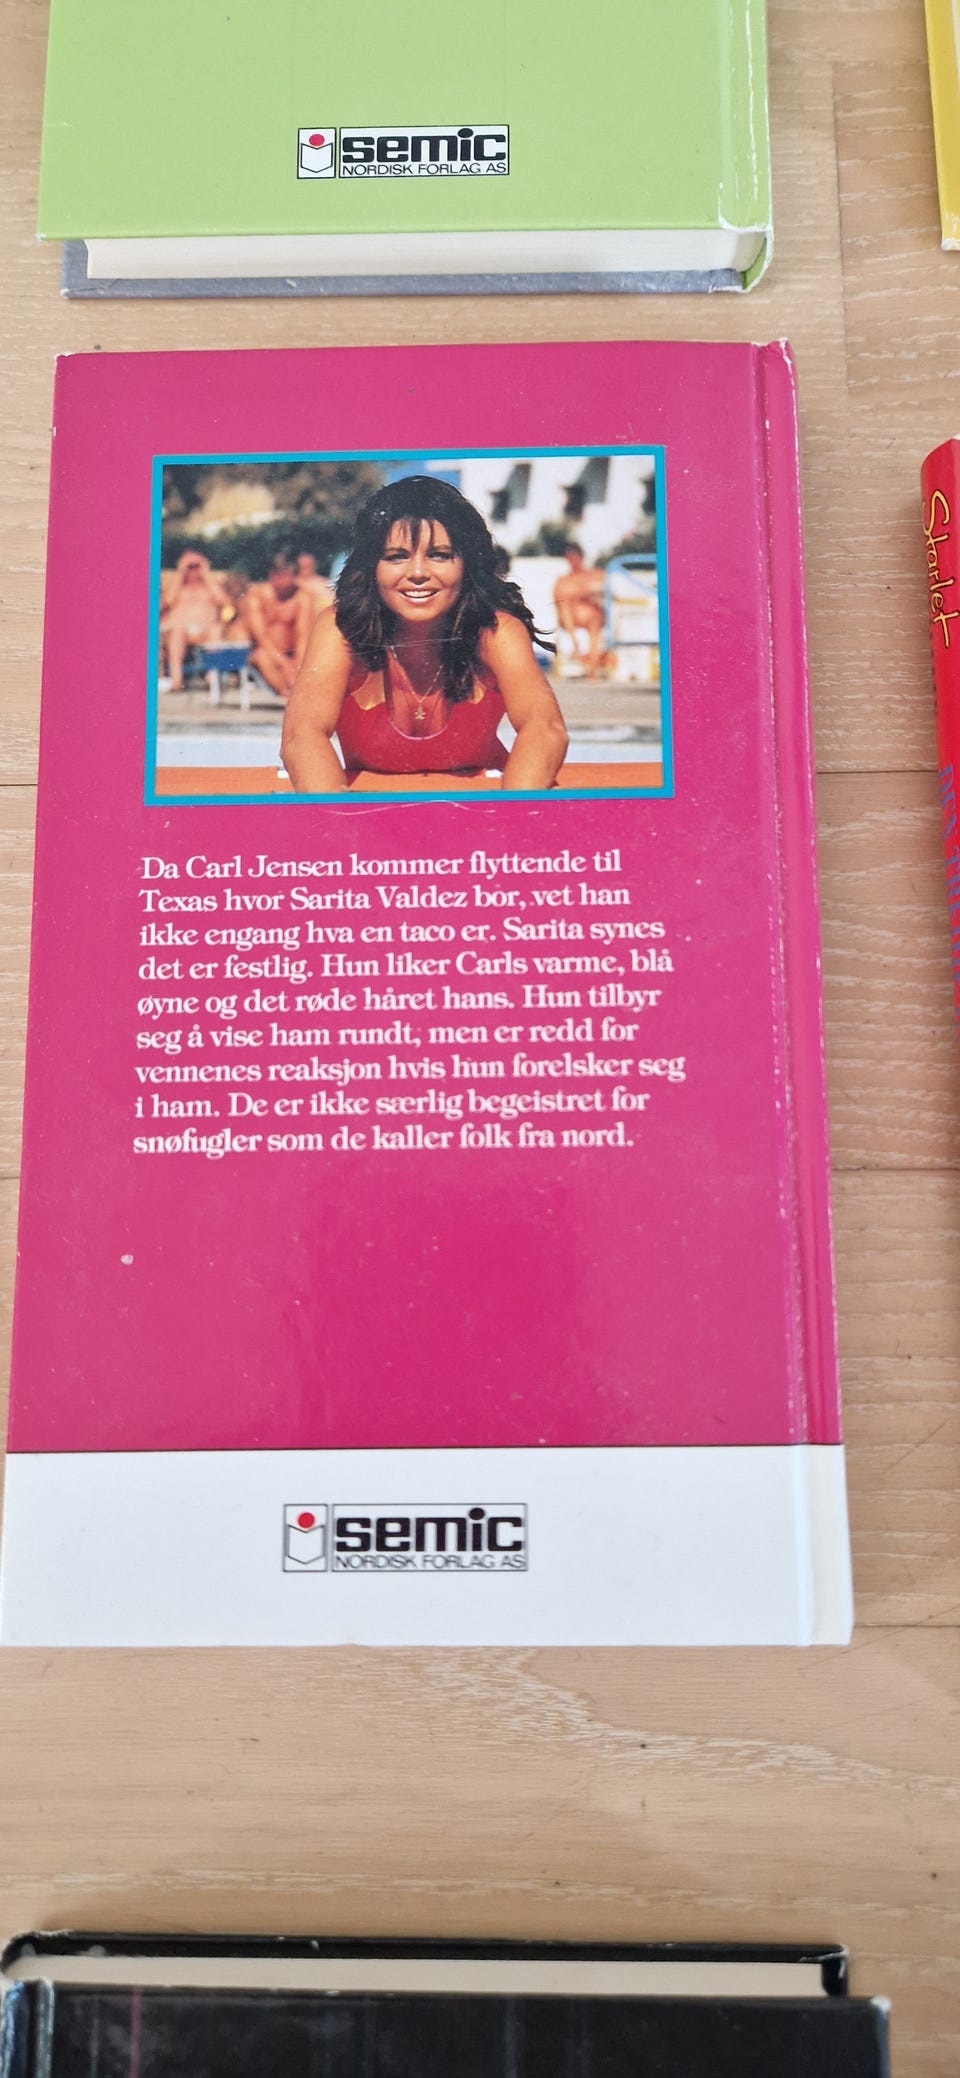 semic
NORDISK FORLAG AS
Starlet
Da Carl Jensen kommer flyttende til
Texas hvor Sarita Valdez bor, vet han
ikke engang hva en taco er. Sarita synes
det er festlig. Hun liker Carls varme, blå
øyne og det røde håret hans. Hun tilbyr
seg å vise ham rundt, men er redd for
vennenes reaksjon hvis hun forelsker seg
i ham. De er ikke særlig begeistret for
snøfugler som de kaller folk fra nord.
semic
NORDISK FORLAG AS